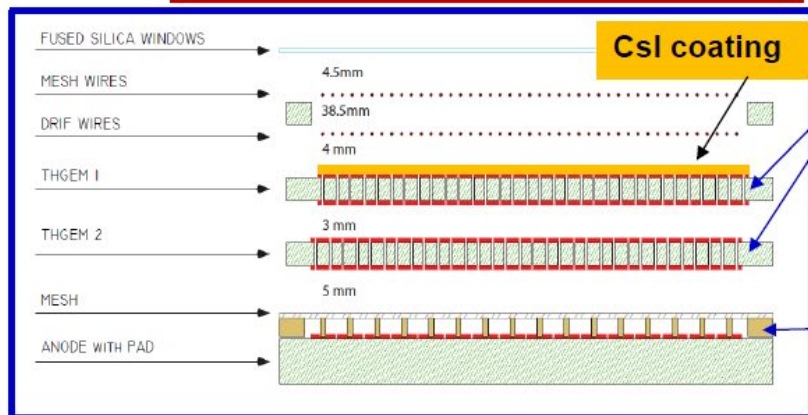 FUSED SILICA WINDOWS
CsI coating
4.5mm
MESH WIRES
38.5mm
DRIF WIRES
4 mm
THGEM 1
3 mm
THGEM 2
5 mm
MESH
ANODE WITH PAD